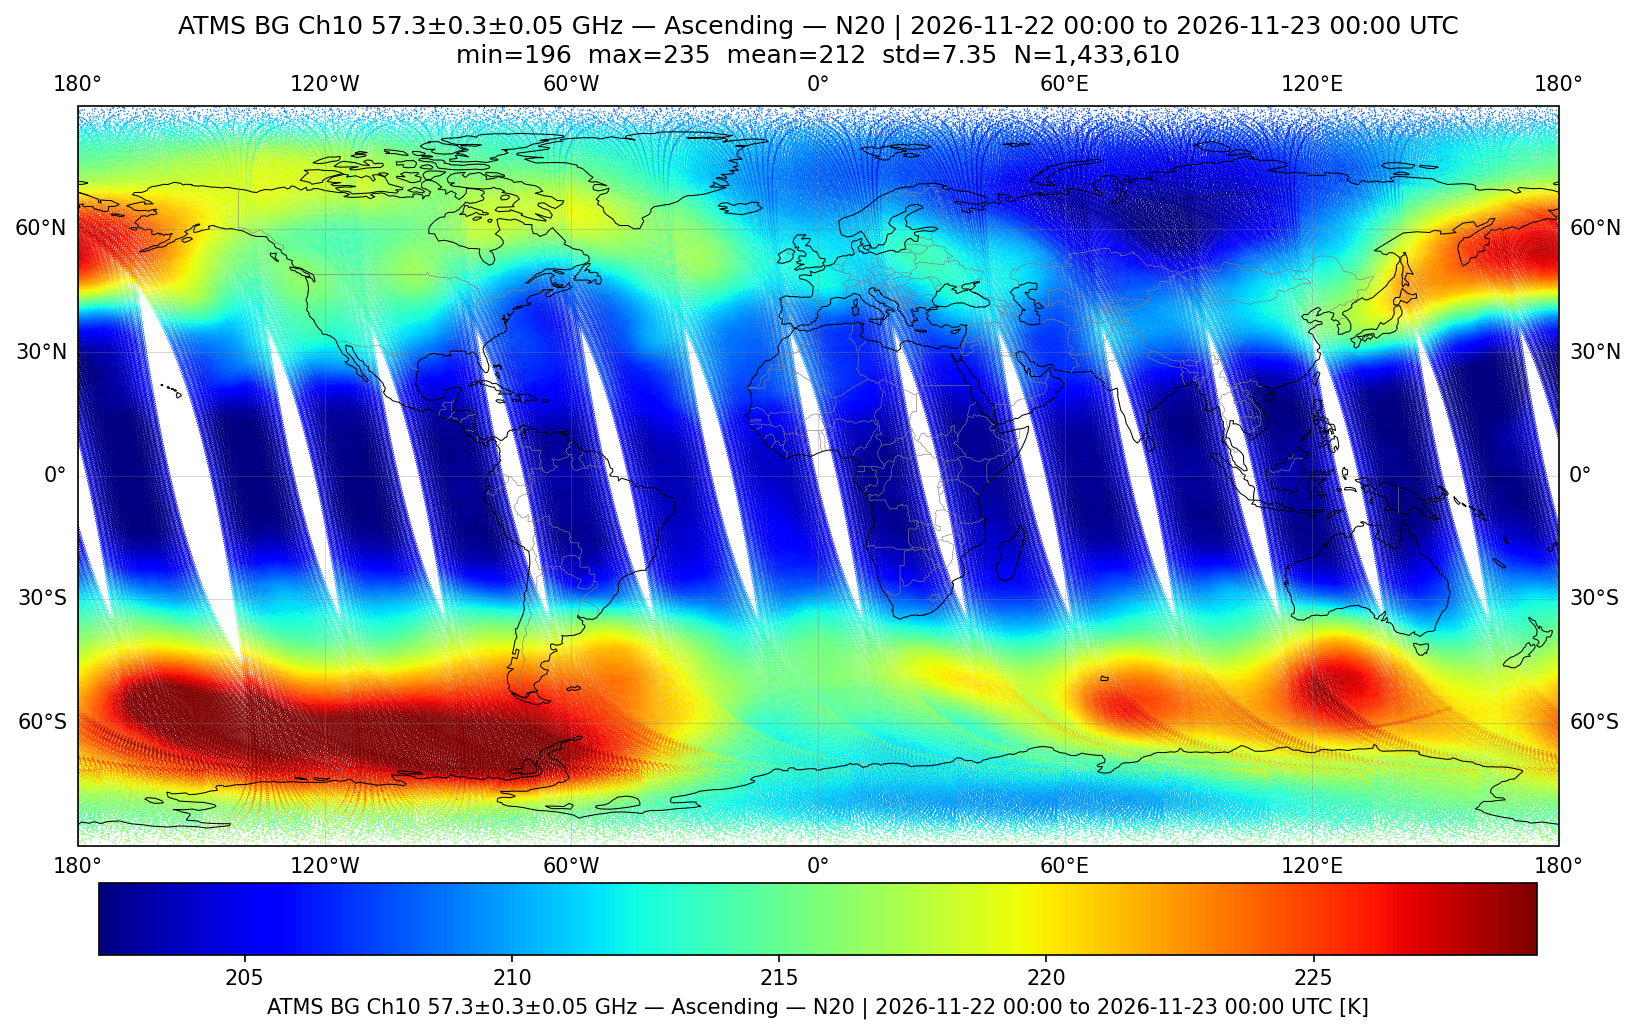 ATMS BG Ch10 57.3±0.3±0.05 GHz — Ascending — N20 | 2026-11-22 00:00 to 2026-11-23 00:00 UTC
min=196  max=235  mean=212  std=7.35  N=1,433,610
180° 120°W 60°W 0° 60°E 120°E 180°
60°N 60°N
30°N 30°N
0° 0°
30°S 30°S
60°S 60°S
180° 120°W 60°W 0° 60°E 120°E 180°
205 210 215 220 225
ATMS BG Ch10 57.3±0.3±0.05 GHz — Ascending — N20 | 2026-11-22 00:00 to 2026-11-23 00:00 UTC [K]